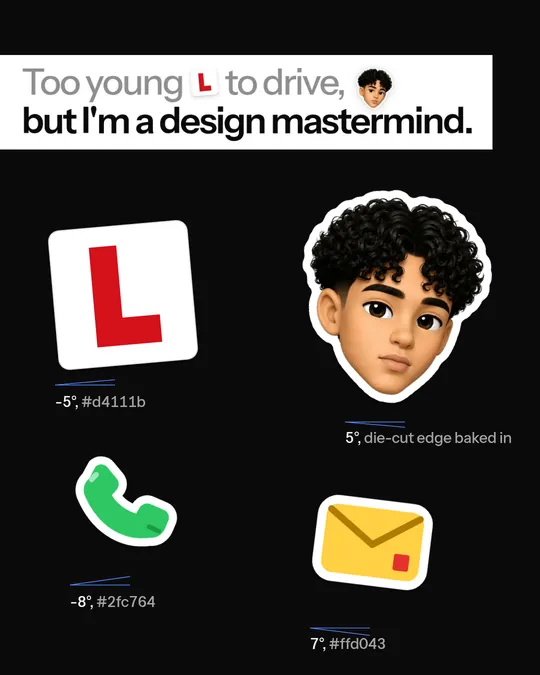 Too young L to drive,
but I'm a design mastermind.
L
-5°, #d4111b
5°, die-cut edge baked in
-8°, #2fc764
7°, #ffd043